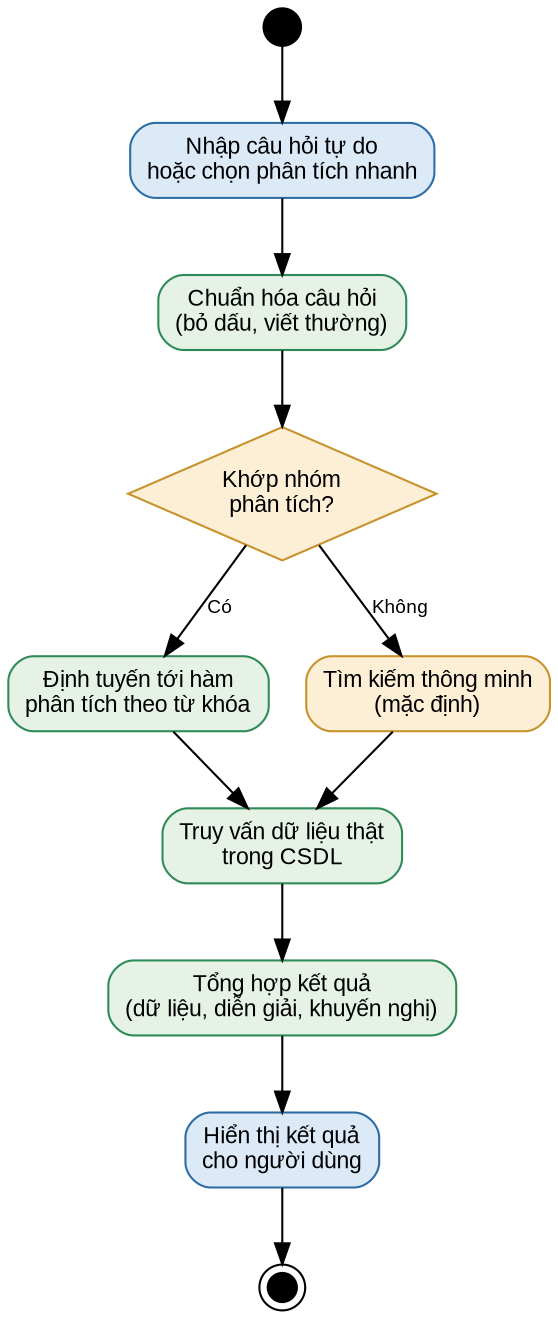 Nhập câu hỏi tự do
hoặc chọn phân tích nhanh
Chuẩn hóa câu hỏi
(bỏ dấu, viết thường)
Khớp nhóm
phân tích?
Có
Không
Định tuyến tới hàm
phân tích theo từ khóa
Tìm kiếm thông minh
(mặc định)
Truy vấn dữ liệu thật
trong CSDL
Tổng hợp kết quả
(dữ liệu, diễn giải, khuyến nghị)
Hiển thị kết quả
cho người dùng